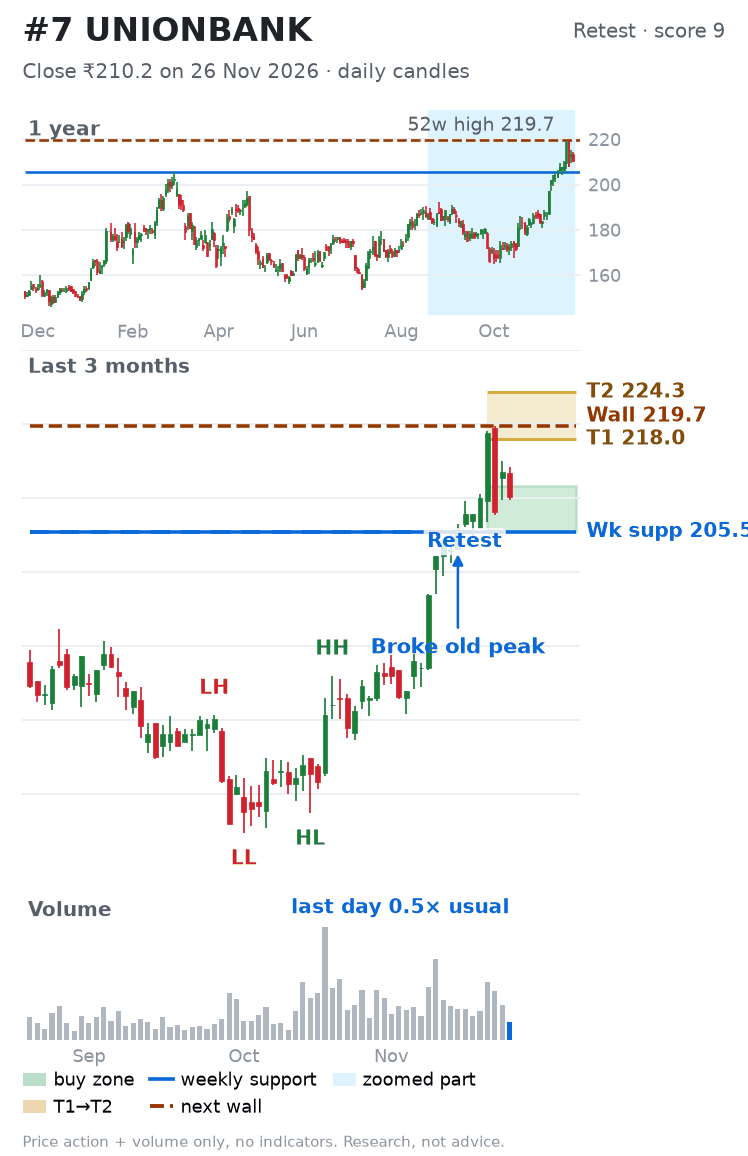 #7 UNIONBANK
Retest · score 9
Close ₹210.2 on 26 Nov 2026 · daily candles
1 year
52w high 219.7
220
200
180
160
Dec Feb Apr Jun Aug Oct
Last 3 months
T2 224.3
Wall 219.7
T1 218.0
Wk supp 205.5
Retest
Broke old peak
HH
LH
HL
LL
Volume
last day 0.5× usual
Sep Oct Nov
buy zone weekly support zoomed part
T1→T2 next wall
Price action + volume only, no indicators. Research, not advice.